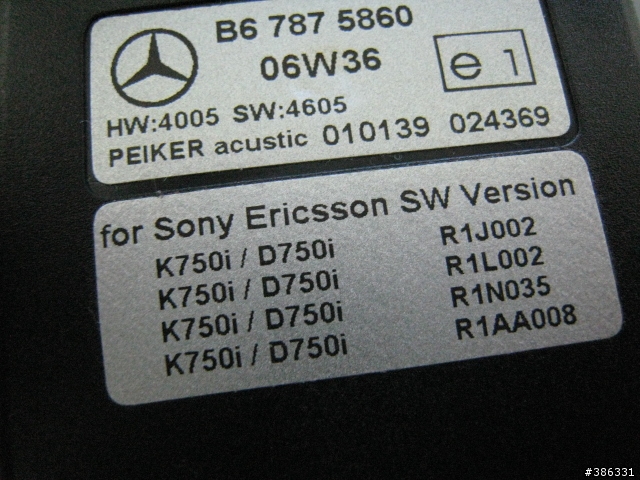 B6 787 5860
06W36
e 1
HW:4005 SW:4605
PEIKER acustic 010139 024369
for Sony Ericsson SW Version
K750i / D750i R1J002
K750i / D750i R1L002
K750i / D750i R1N035
K750i / D750i R1AA008
#386331